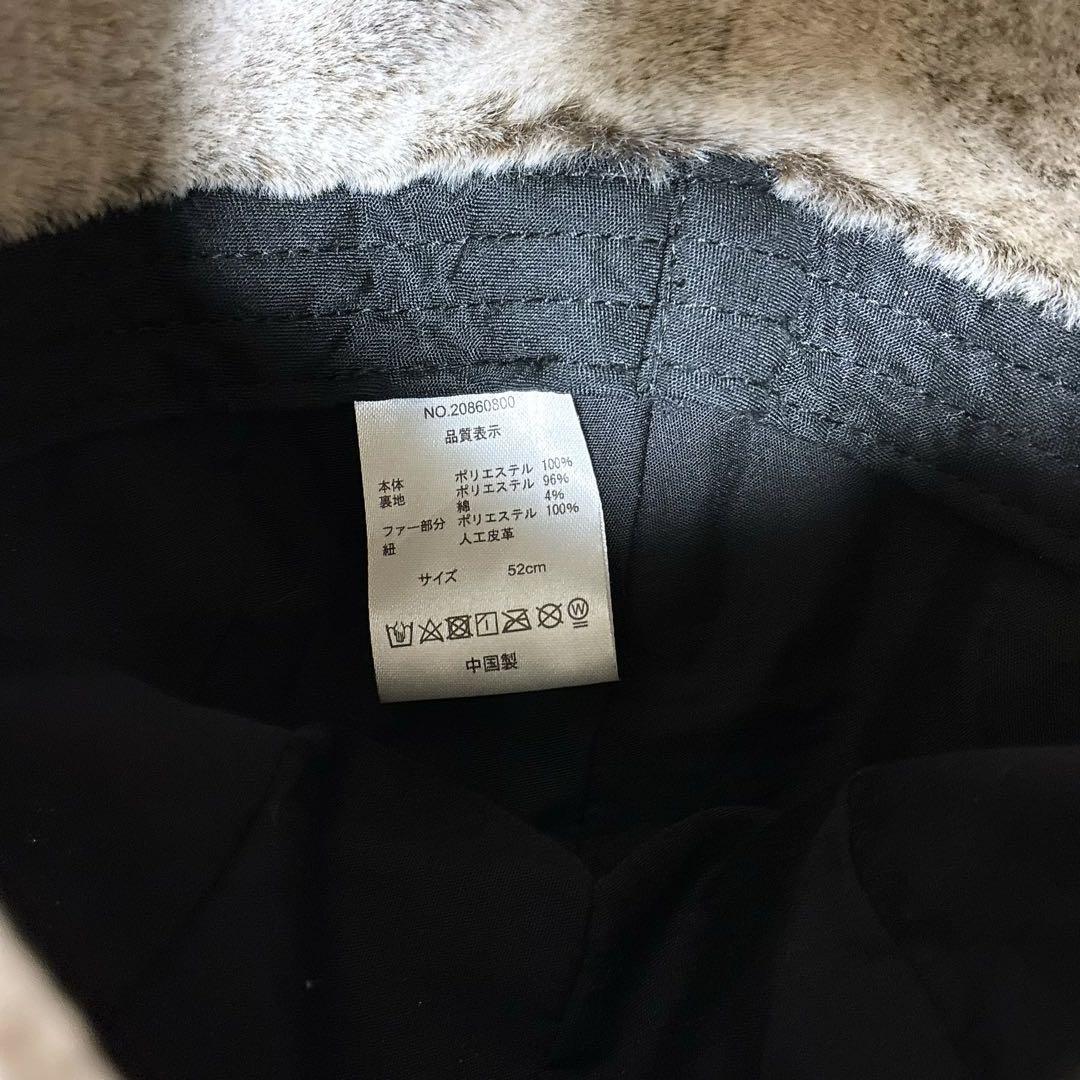 NO.20860800
品質表示
本体 ポリエステル 100%
裏地 ポリエステル 96%
綿 4%
ファー部分 ポリエステル 100%
紐 人工皮革
サイズ 52cm
W
中国製